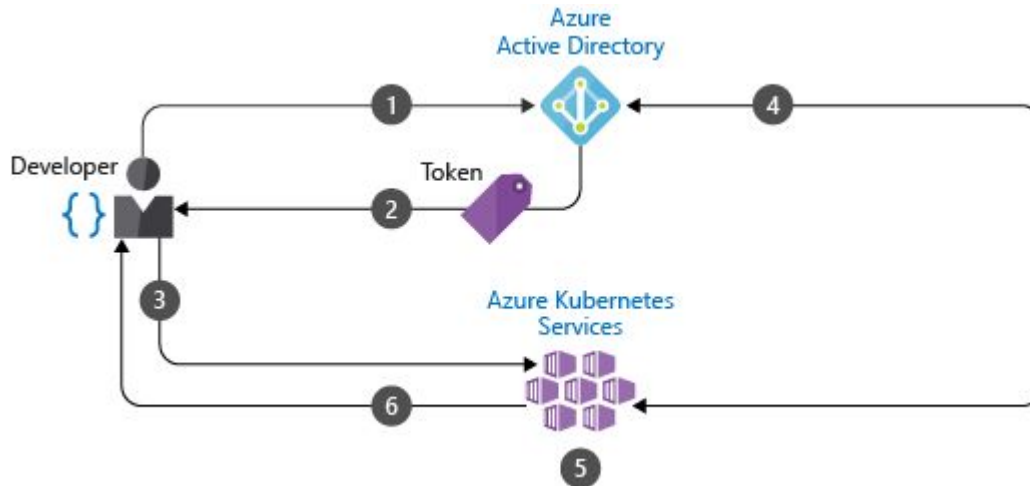 Azure
Active Directory
1
4
Developer
Token
{ }
2
3
Azure Kubernetes
Services
6
5